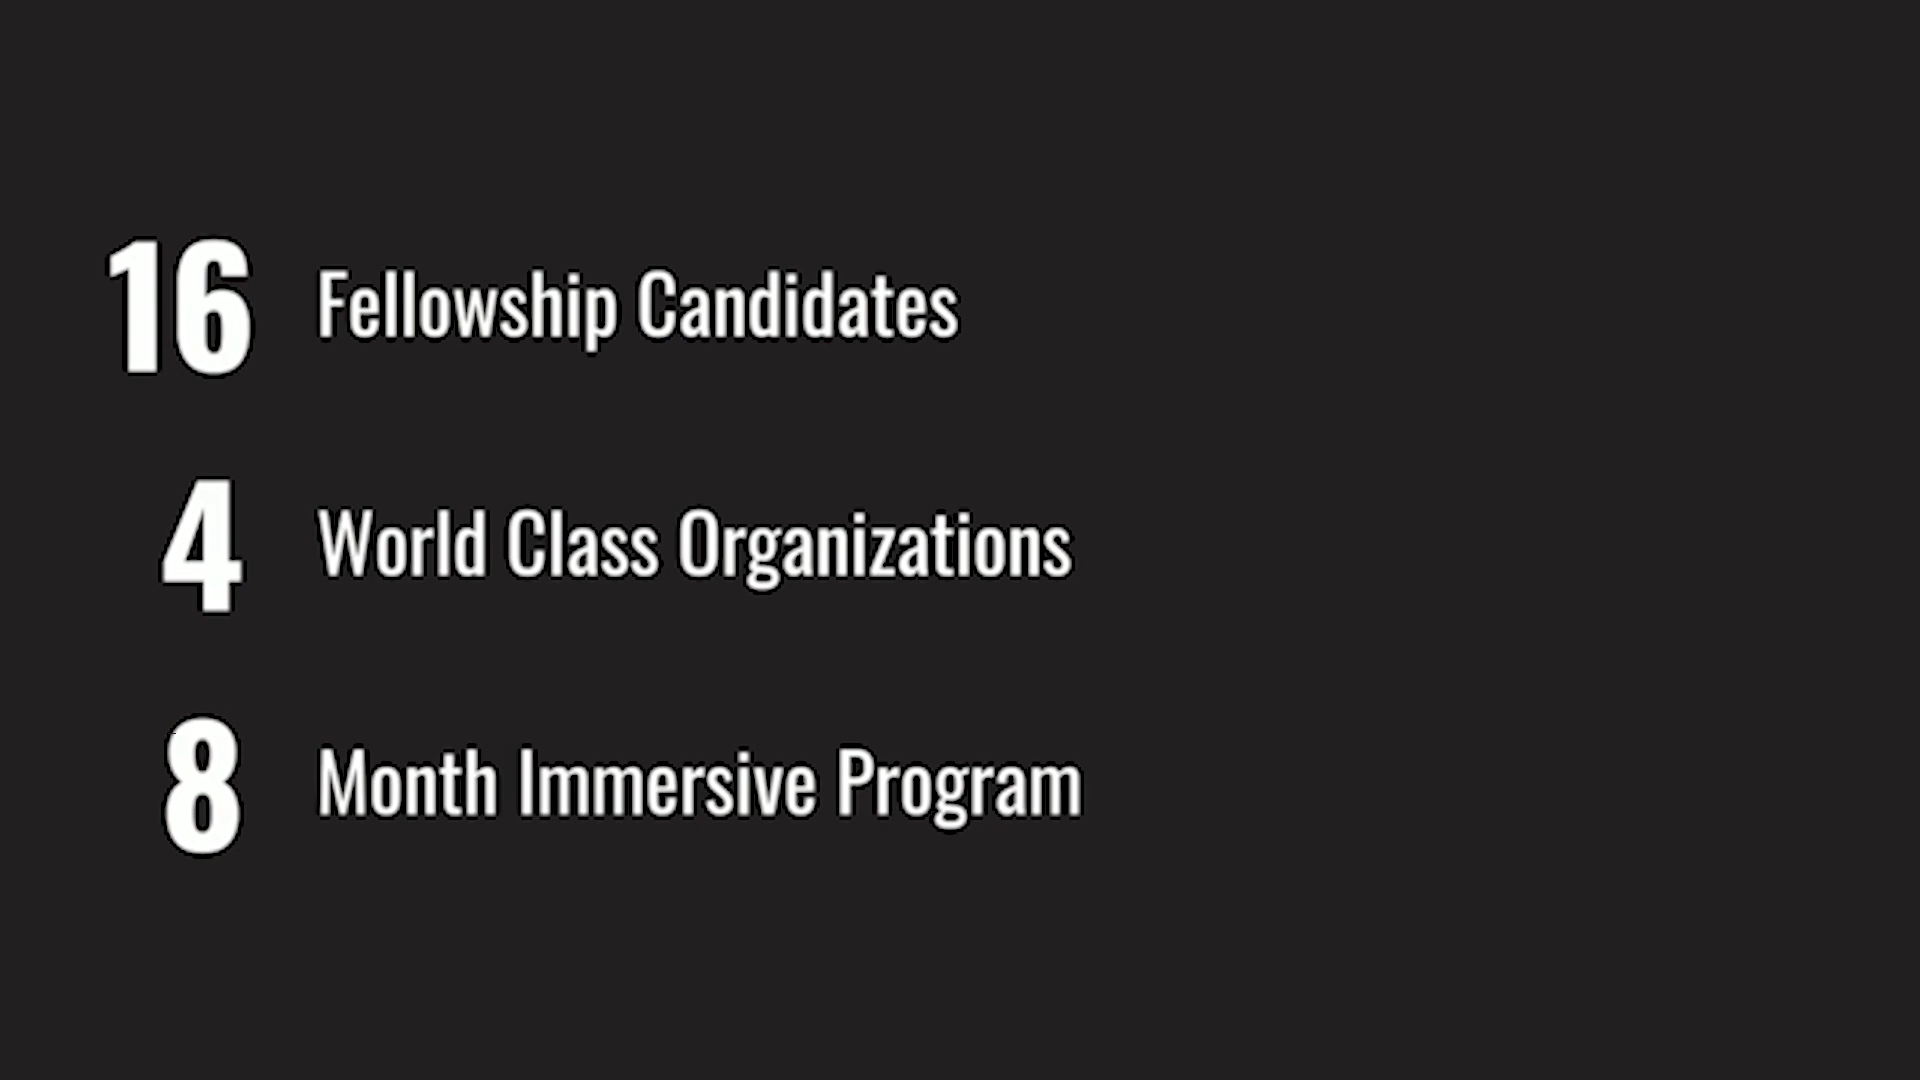 16 Fellowship Candidates
4 World Class Organizations
8 Month Immersive Program